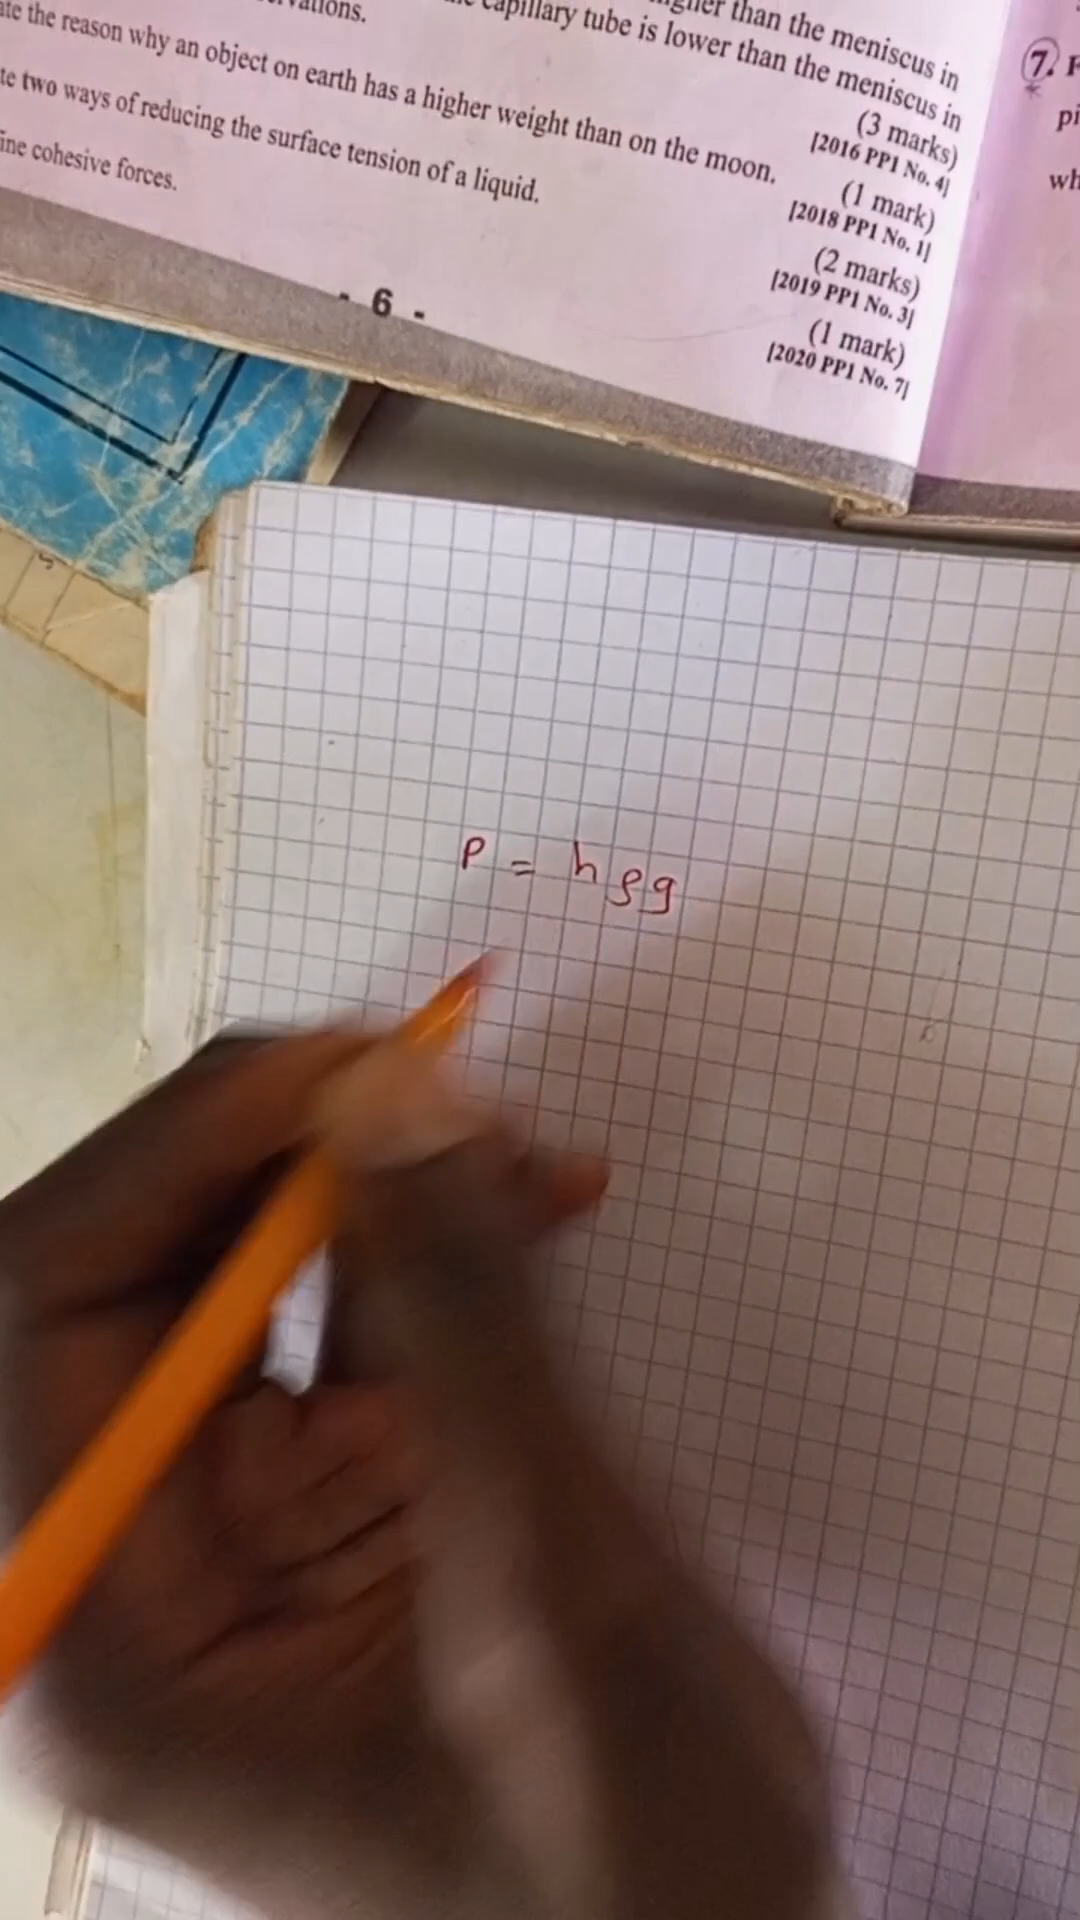 than the meniscus in
capillary tube is lower than the meniscus in
(3 marks)
[2016 PP1 No. 4]
the reason why an object on earth has a higher weight than on the moon.
(1 mark)
[2018 PP1 No. 1]
two ways of reducing the surface tension of a liquid.
(2 marks)
[2019 PP1 No. 3]
cohesive forces.
(1 mark)
[2020 PP1 No. 7]
- 6 -
7.
P = hρg